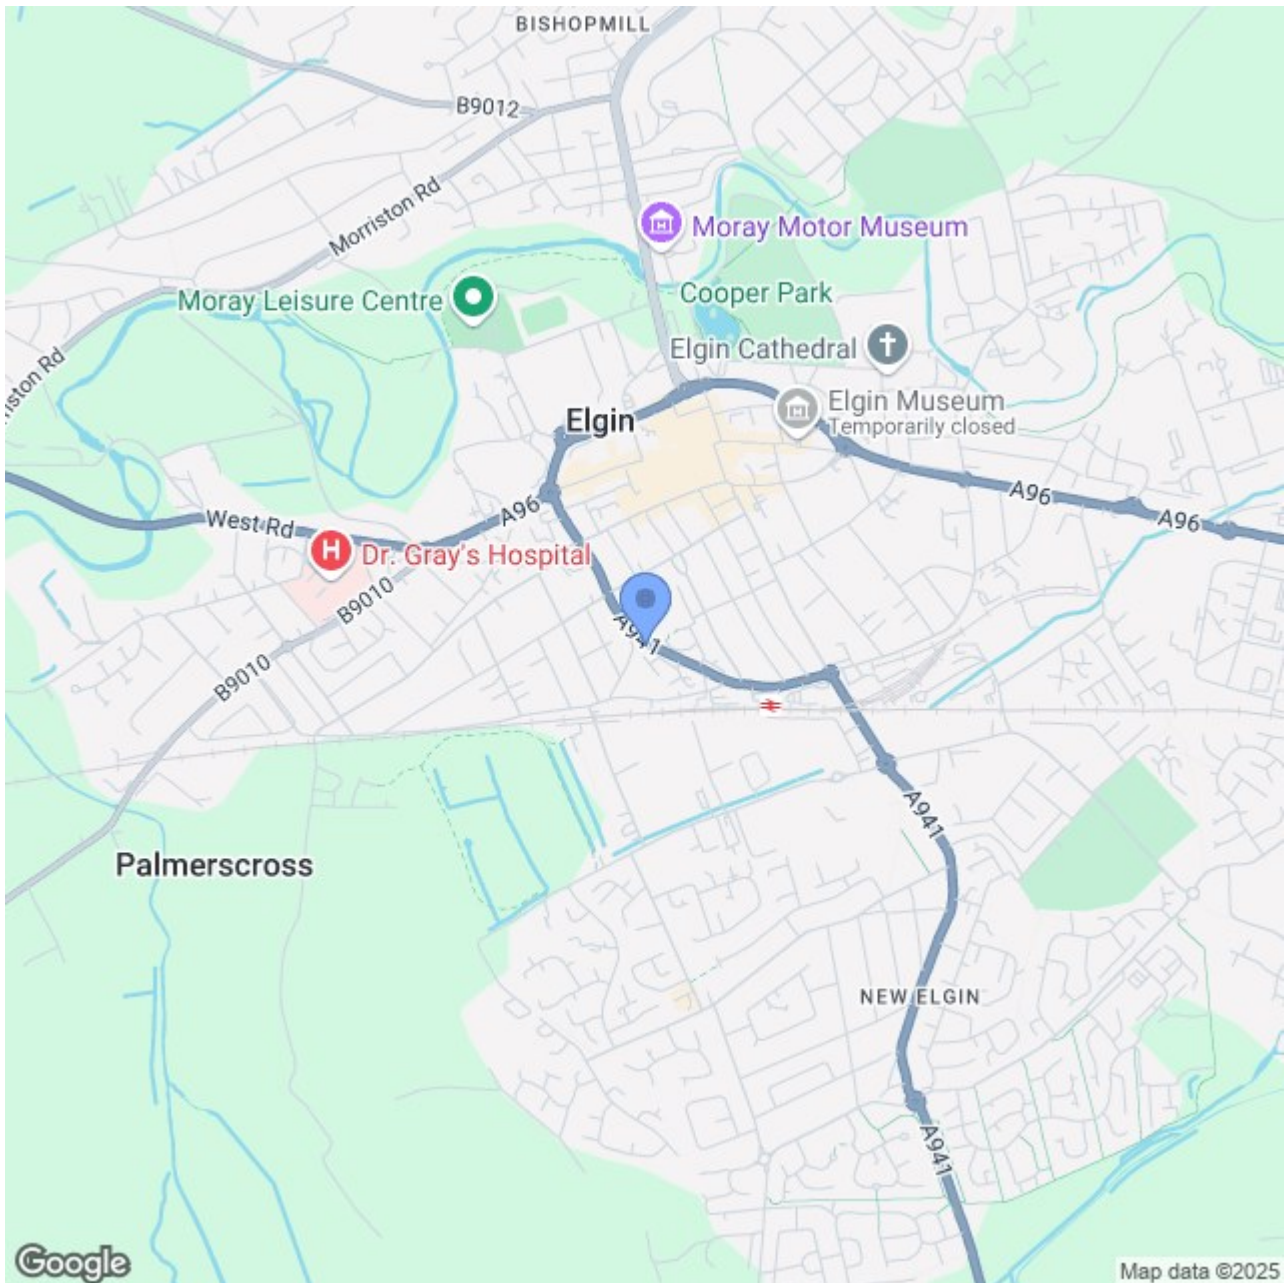 BISHOPMILL
B9012
Morriston Rd
Moray Motor Museum
Moray Leisure Centre
Cooper Park
Elgin Cathedral
rriston Rd
Elgin
Elgin Museum
Temporarily closed
A96
A96
A96
West Rd
Dr. Gray's Hospital
B9010
A941
B9010
A941
Palmerscross
NEW ELGIN
A941
Google
Map data ©2025